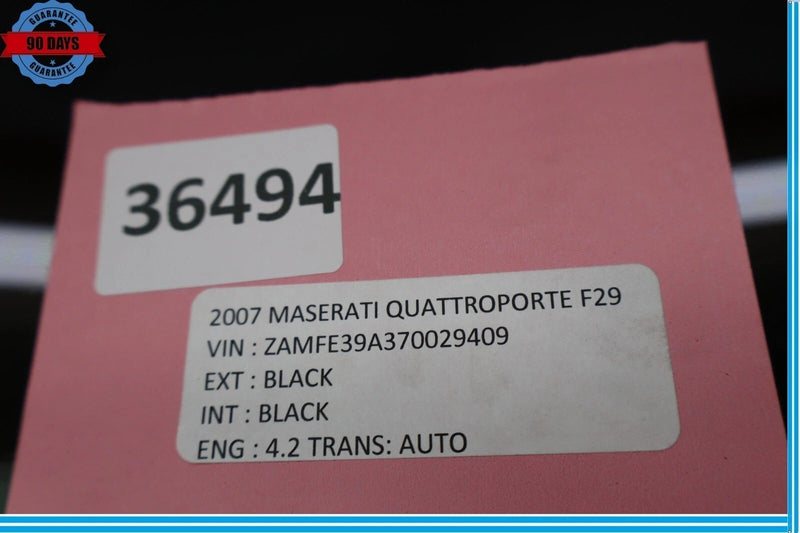 GUARANTEE
90 DAYS
GUARANTEE
36494
2007 MASERATI QUATTROPORTE F29
VIN : ZAMFE39A370029409
EXT : BLACK
INT : BLACK
ENG : 4.2 TRANS: AUTO